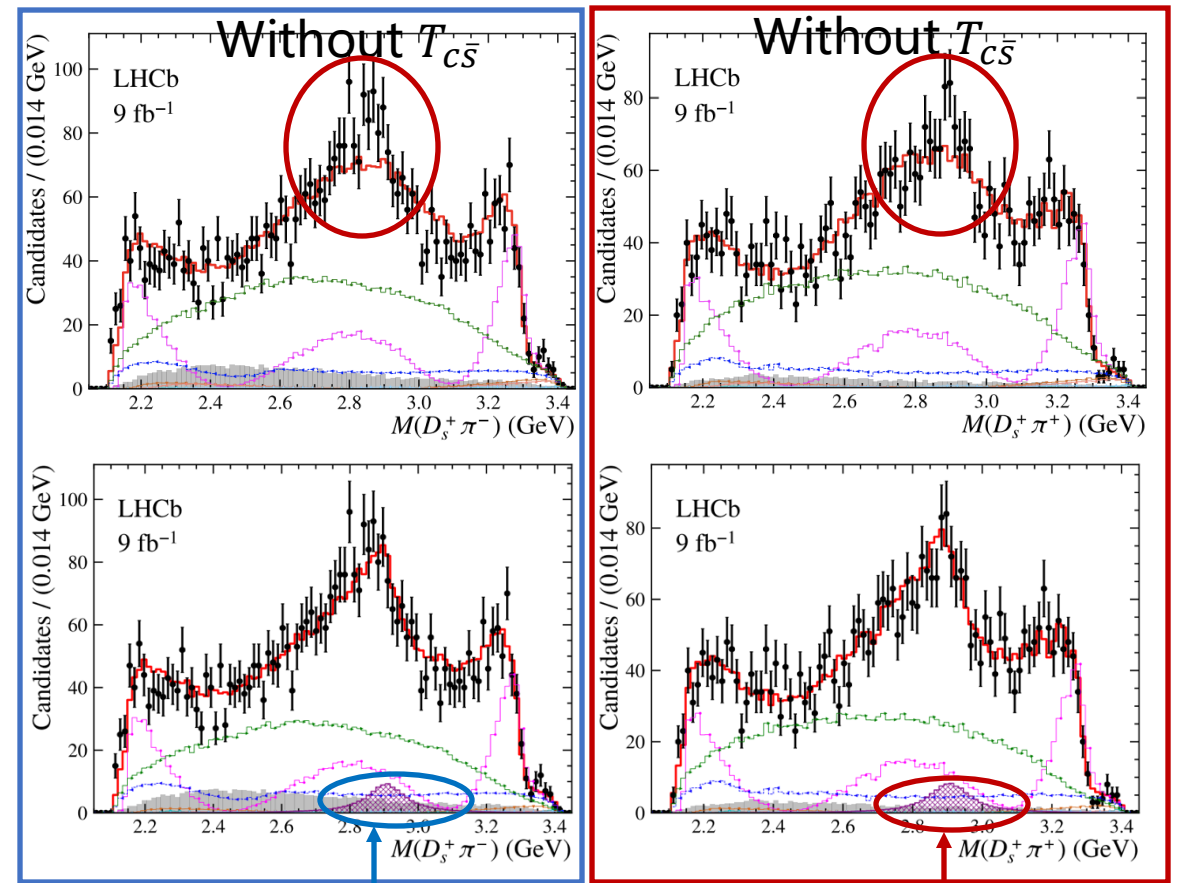 Without T_{cs̄}
LHCb
9 fb⁻¹
Candidates / (0.014 GeV)
100
80
60
40
20
0
2.2 2.4 2.6 2.8 3.0 3.2 3.4
M(D_s⁺π⁻) (GeV)
Without T_{cs̄}
LHCb
9 fb⁻¹
Candidates / (0.014 GeV)
80
60
40
20
0
2.2 2.4 2.6 2.8 3.0 3.2 3.4
M(D_s⁺π⁺) (GeV)
LHCb
9 fb⁻¹
Candidates / (0.014 GeV)
100
80
60
40
20
0
2.2 2.4 2.6 2.8 3.0 3.2 3.4
M(D_s⁺π⁻) (GeV)
LHCb
9 fb⁻¹
Candidates / (0.014 GeV)
80
60
40
20
0
2.2 2.4 2.6 2.8 3.0 3.2 3.4
M(D_s⁺π⁺) (GeV)